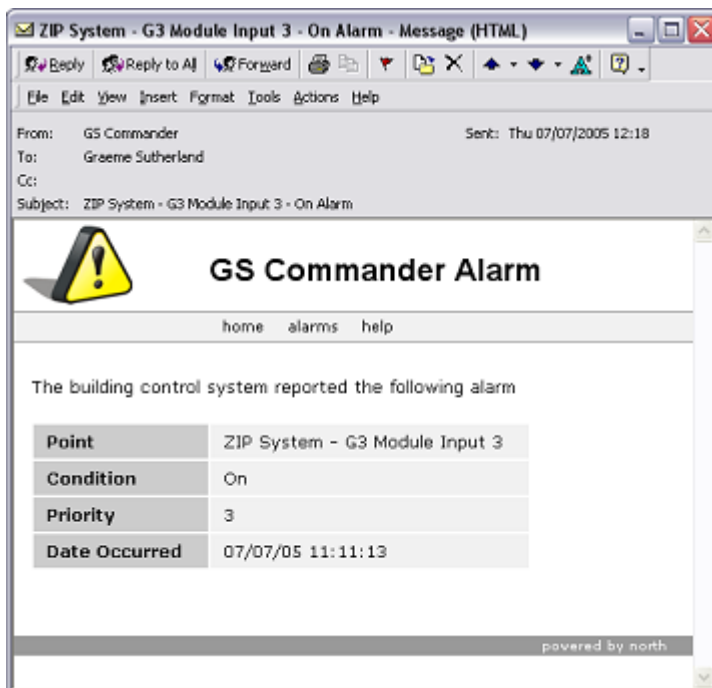 ZIP System - G3 Module Input 3 - On Alarm - Message (HTML)
Reply Reply to All Forward
File Edit View Insert Format Tools Actions Help
From: GS Commander Sent: Thu 07/07/2005 12:18
To: Graeme Sutherland
Cc:
Subject: ZIP System - G3 Module Input 3 - On Alarm
GS Commander Alarm
home alarms help
The building control system reported the following alarm
Point ZIP System - G3 Module Input 3
Condition On
Priority 3
Date Occurred 07/07/05 11:11:13
powered by north